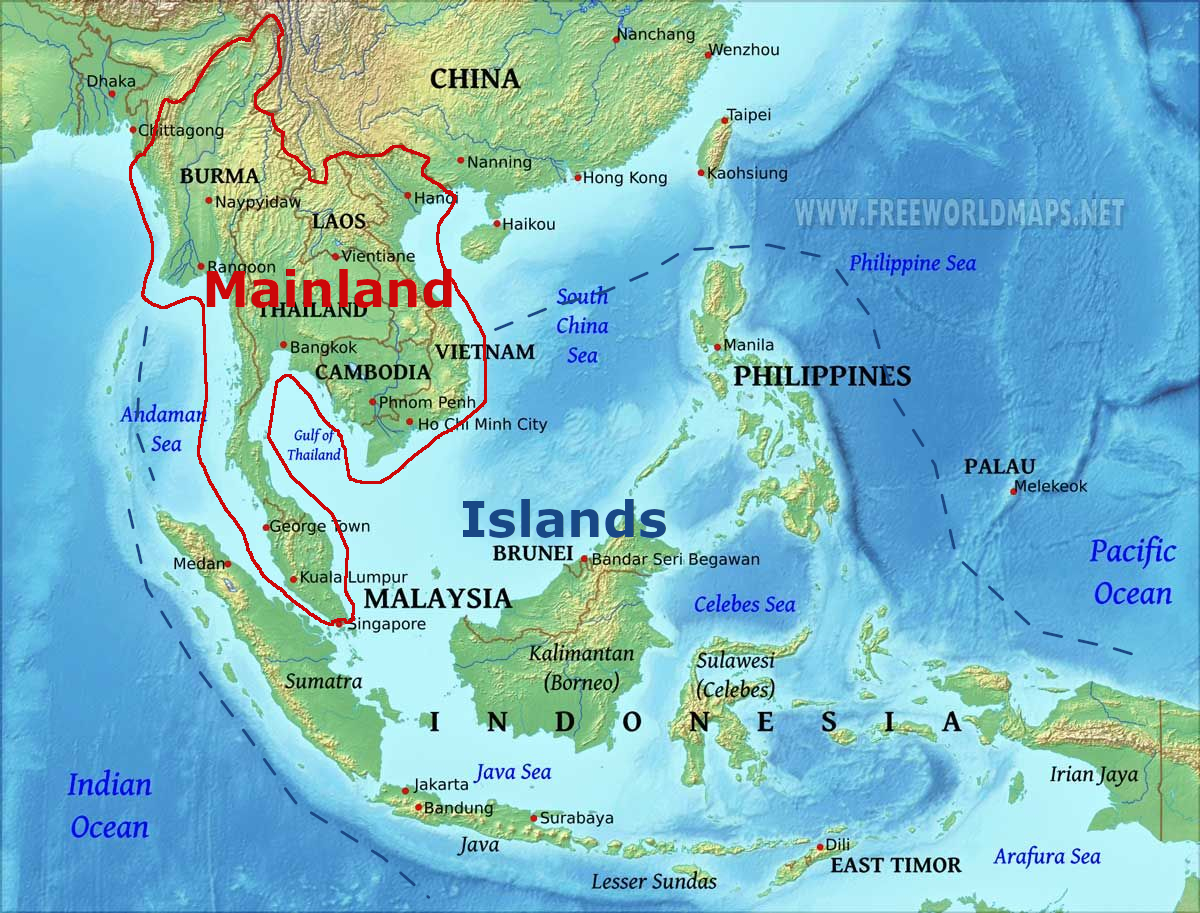 Nanchang
Wenzhou
CHINA
Dhaka
Taipei
Chittagong
Nanning
BURMA
Hong Kong
Kaohsiung
Naypyidaw
Hanoi
WWW.FREEWORLDMAPS.NET
LAOS
Haikou
Vientiane
Rangoon
Philippine Sea
Mainland
South
China
Sea
THAILAND
Bangkok
VIETNAM
Manila
CAMBODIA
PHILIPPINES
Phnom Penh
Andaman
Sea
Ho Chi Minh City
Gulf of
Thailand
PALAU
Melekeok
Islands
George Town
BRUNEI
Bandar Seri Begawan
Pacific
Ocean
Medan
Kuala Lumpur
MALAYSIA
Celebes Sea
Singapore
Kalimantan
(Borneo)
Sulawesi
(Celebes)
Sumatra
INDONESIA
Java Sea
Irian Jaya
Indian
Ocean
Jakarta
Bandung
Surabaya
Java
Dili
EAST TIMOR
Arafura Sea
Lesser Sundas